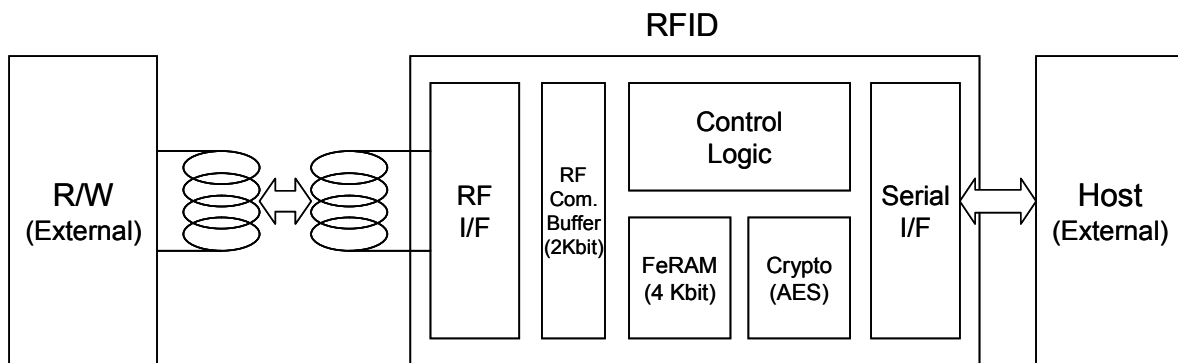 RFID
R/W
(External)
RF
I/F
RF
Com.
Buffer
(2Kbit)
Control
Logic
FeRAM
(4 Kbit)
Crypto
(AES)
Serial
I/F
Host
(External)